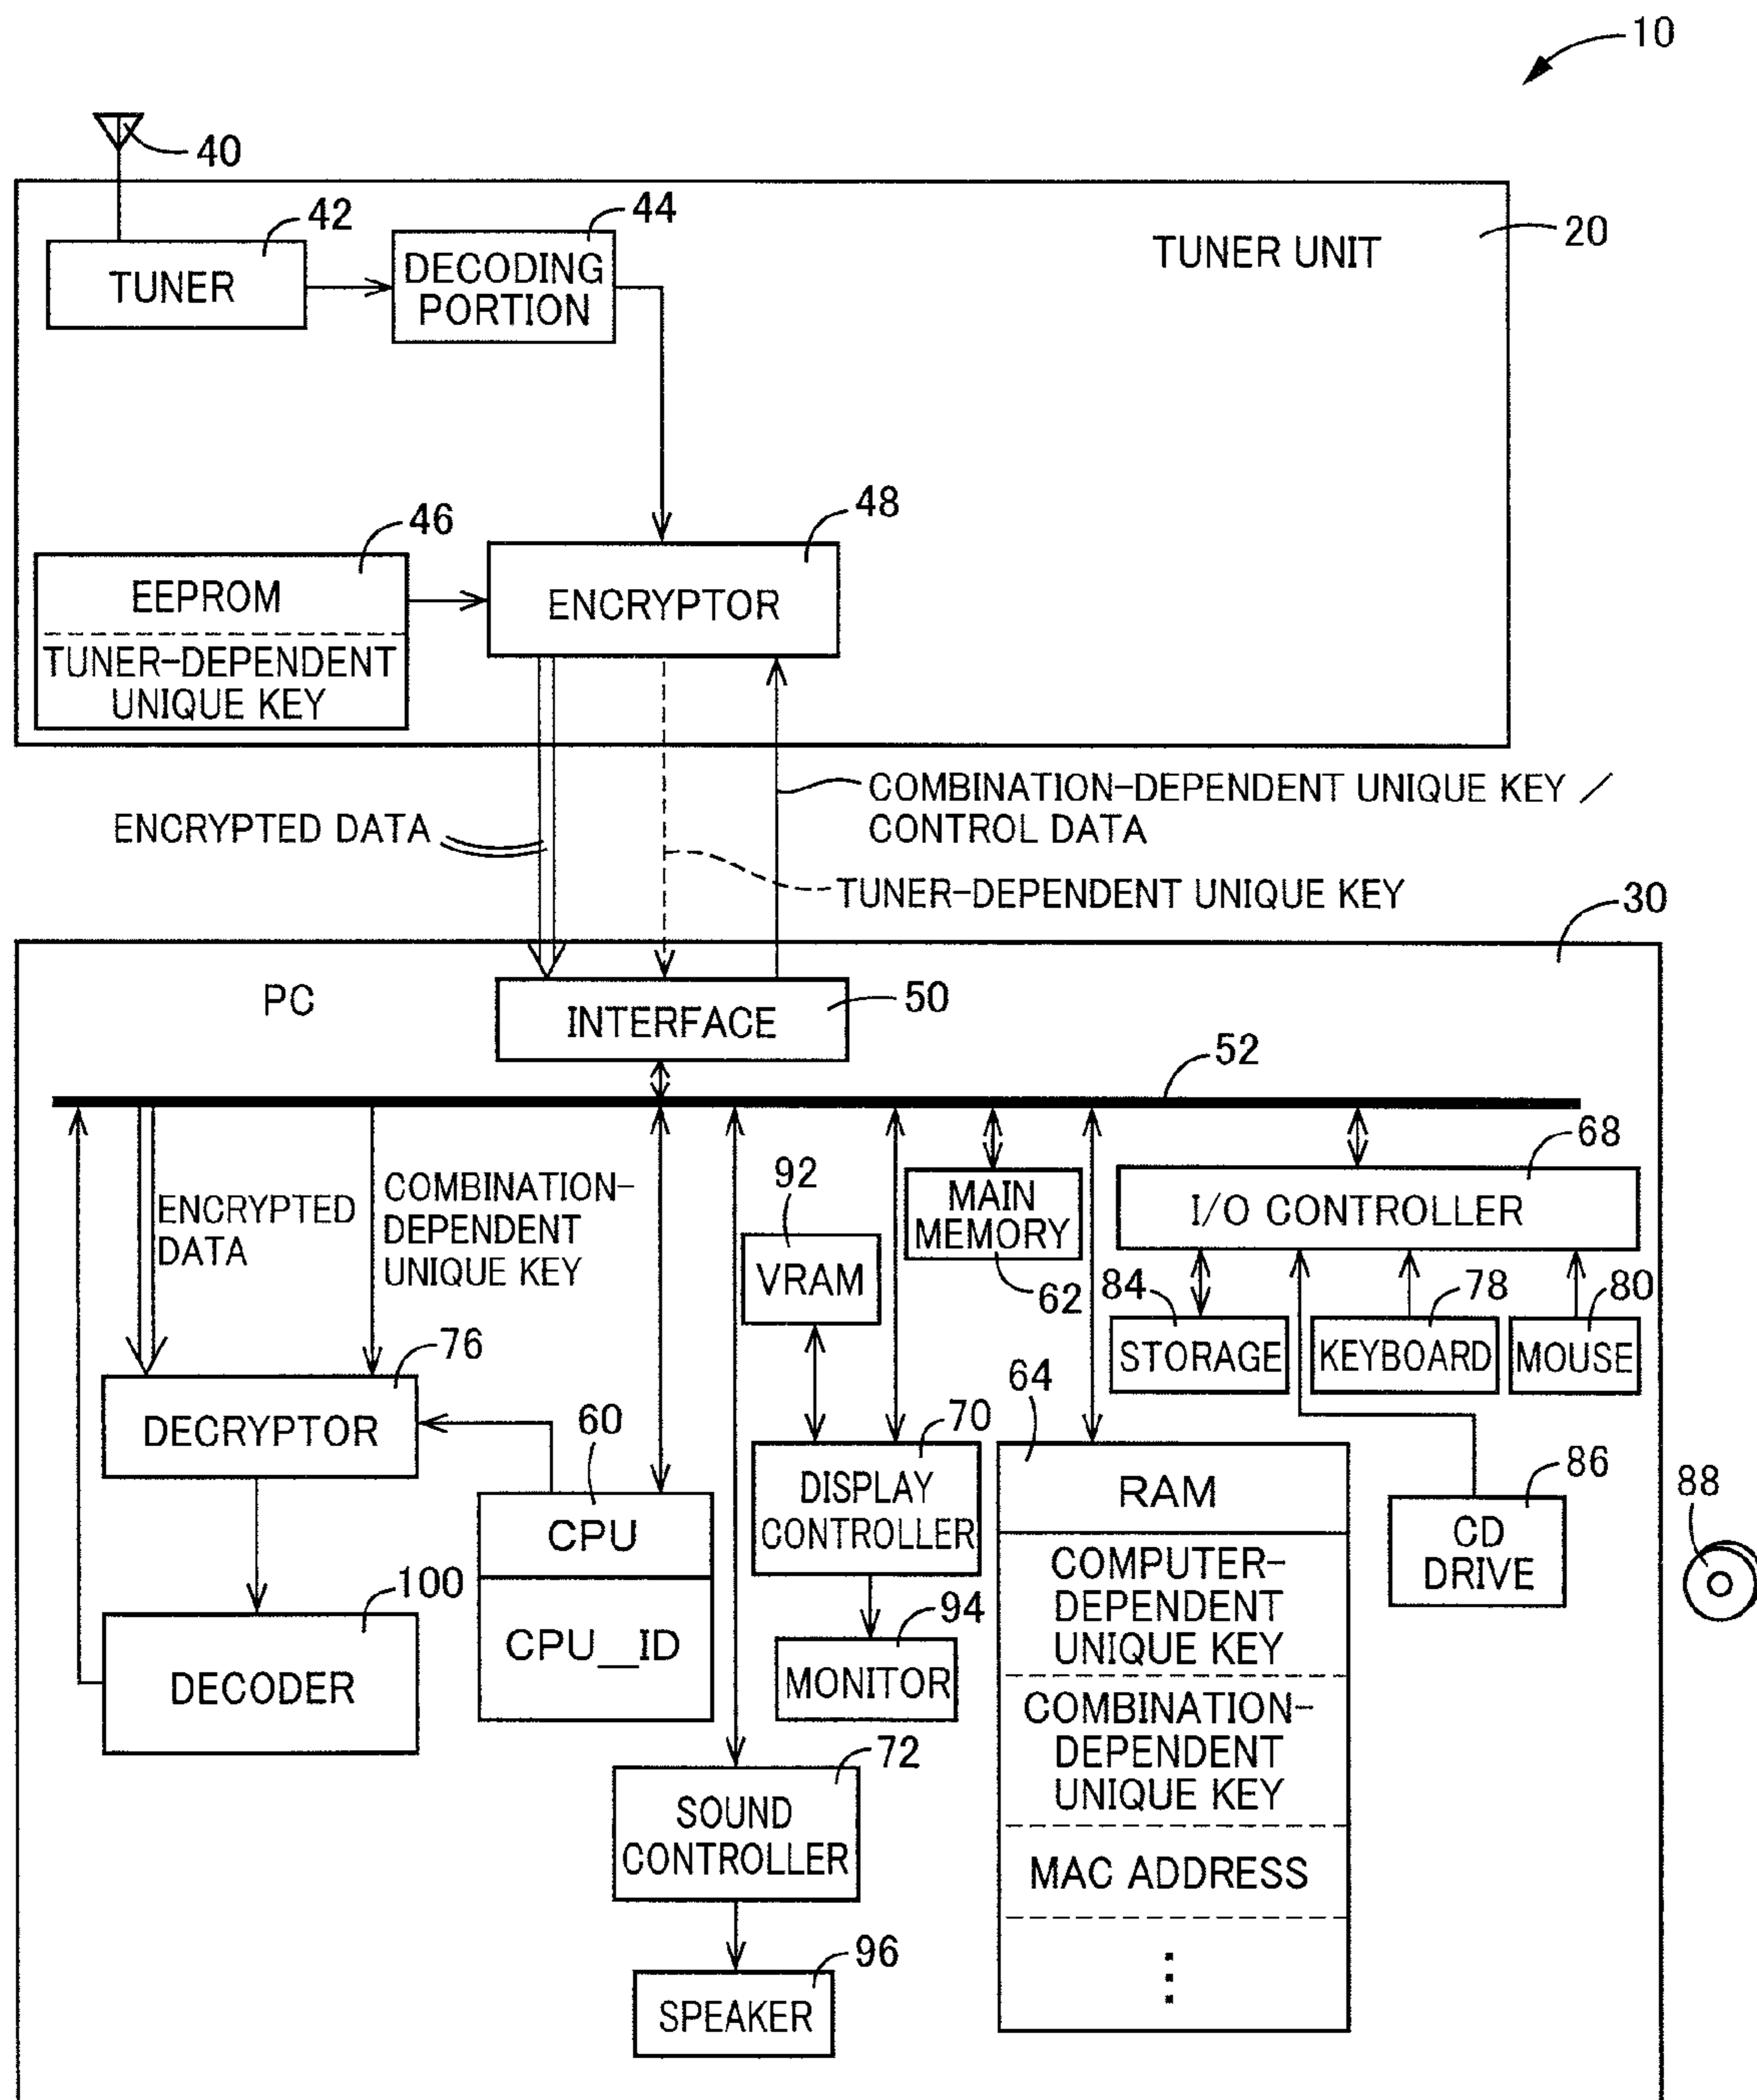 10
40
42
44
TUNER
DECODING
PORTION
TUNER UNIT
20
46
48
EEPROM
ENCRYPTOR
TUNER-DEPENDENT
UNIQUE KEY
COMBINATION-DEPENDENT UNIQUE KEY /
CONTROL DATA
ENCRYPTED DATA
TUNER-DEPENDENT UNIQUE KEY
30
PC
50
INTERFACE
52
68
ENCRYPTED
DATA
COMBINATION-
DEPENDENT
UNIQUE KEY
92
VRAM
MAIN
MEMORY
62
I/O CONTROLLER
84
78
80
STORAGE
KEYBOARD
MOUSE
76
DECRYPTOR
60
CPU
CPU__ID
70
DISPLAY
CONTROLLER
64
RAM
COMPUTER-
DEPENDENT
UNIQUE KEY
COMBINATION-
DEPENDENT
UNIQUE KEY
MAC ADDRESS
86
CD
DRIVE
88
100
DECODER
94
MONITOR
72
SOUND
CONTROLLER
96
SPEAKER